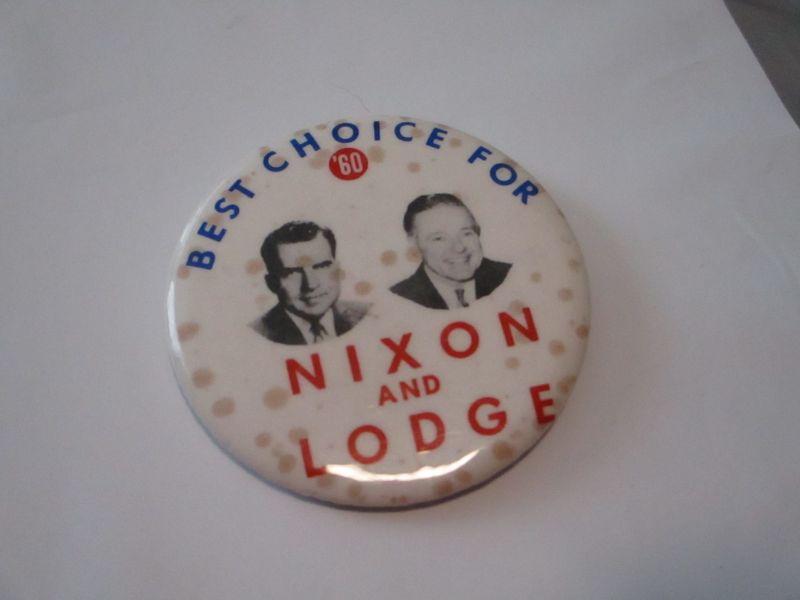 BEST CHOICE FOR
'60
NIXON
AND
LODGE